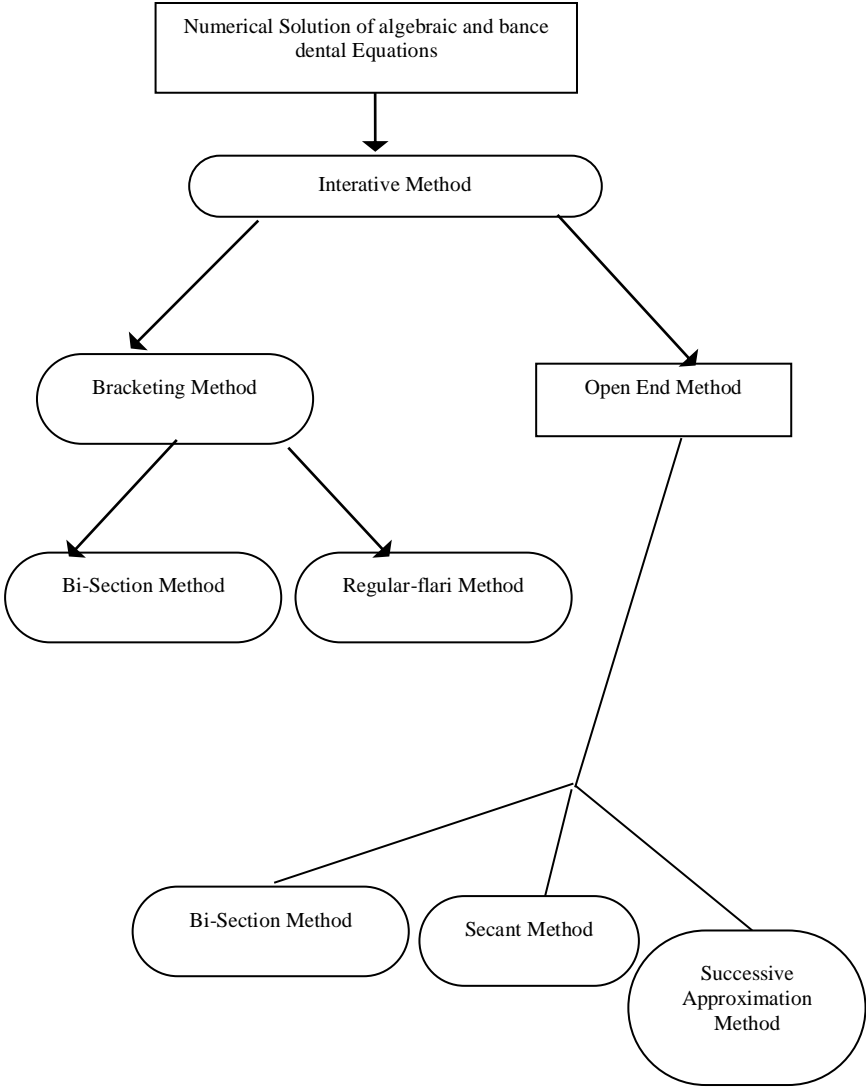 Numerical Solution of algebraic and bance
dental Equations
Interative Method
Bracketing Method
Open End Method
Bi-Section Method
Regular-flari Method
Bi-Section Method
Secant Method
Successive
Approximation
Method